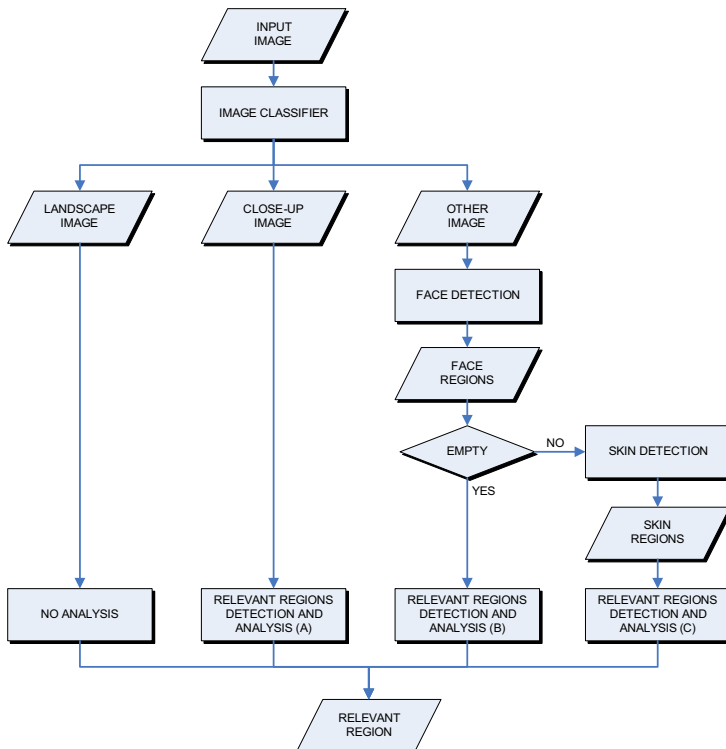 INPUT
IMAGE
IMAGE CLASSIFIER
LANDSCAPE
IMAGE
CLOSE-UP
IMAGE
OTHER
IMAGE
FACE DETECTION
FACE
REGIONS
EMPTY
NO
SKIN DETECTION
YES
SKIN
REGIONS
NO ANALYSIS
RELEVANT REGIONS
DETECTION AND
ANALYSIS (A)
RELEVANT REGIONS
DETECTION AND
ANALYSIS (B)
RELEVANT REGIONS
DETECTION AND
ANALYSIS (C)
RELEVANT
REGION